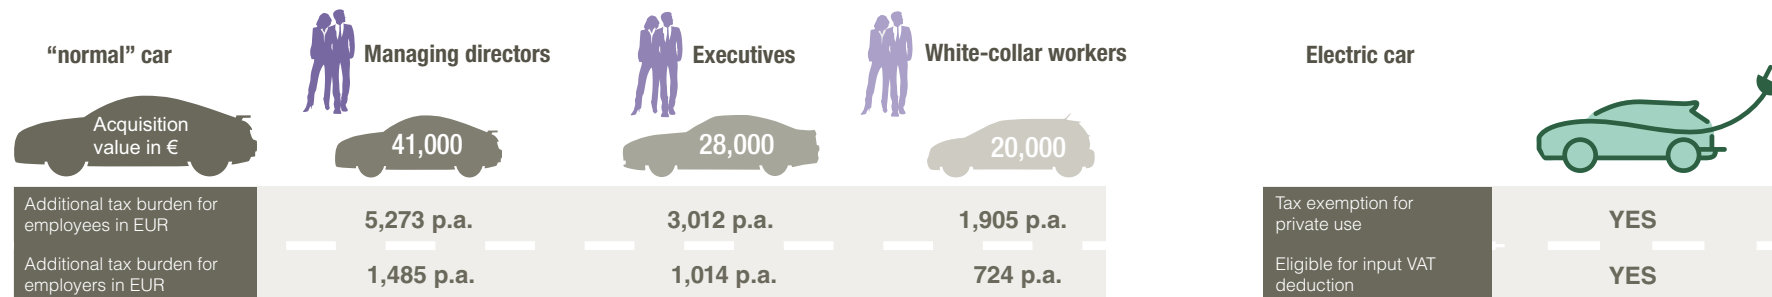 “normal” car
Managing directors
Executives
White-collar workers
Electric car
Acquisition
value in €
41,000
28,000
20,000
Additional tax burden for
employees in EUR
5,273 p.a.
3,012 p.a.
1,905 p.a.
Additional tax burden for
employers in EUR
1,485 p.a.
1,014 p.a.
724 p.a.
Tax exemption for
private use
YES
Eligible for input VAT
deduction
YES